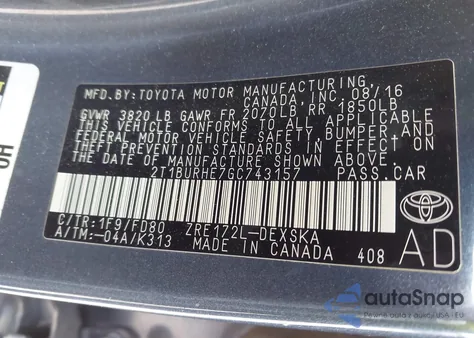 MFD. BY: TOYOTA MOTOR MANUFACTURING
CANADA, INC. 08/16
GVWR 3820LB GAWR FR 2070LB RR 1850LB
THIS VEHICLE CONFORMS TO ALL APPLICABLE
FEDERAL MOTOR VEHICLE SAFETY, BUMPER, AND
THEFT PREVENTION STANDARDS IN EFFECT ON
THE DATE OF MANUFACTURE SHOWN ABOVE.
2T1BURHE7GC743157 PASS.CAR
C/TR:1F9/FD80 ZRE172L-DEXSKA
A/TM:-04A/K313 MADE IN CANADA 408
AD
autoSnap